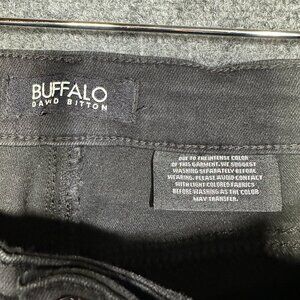 BUFFALO
DAVID BITTON
DUE TO THE INTENSE COLOR
OF THIS GARMENT, WE SUGGEST
WASHING SEPARATELY BEFORE
WEARING. PLEASE AVOID CONTACT
WITH LIGHT COLORED FABRICS
BEFORE WASHING AS THE COLOR
MAY TRANSFER.